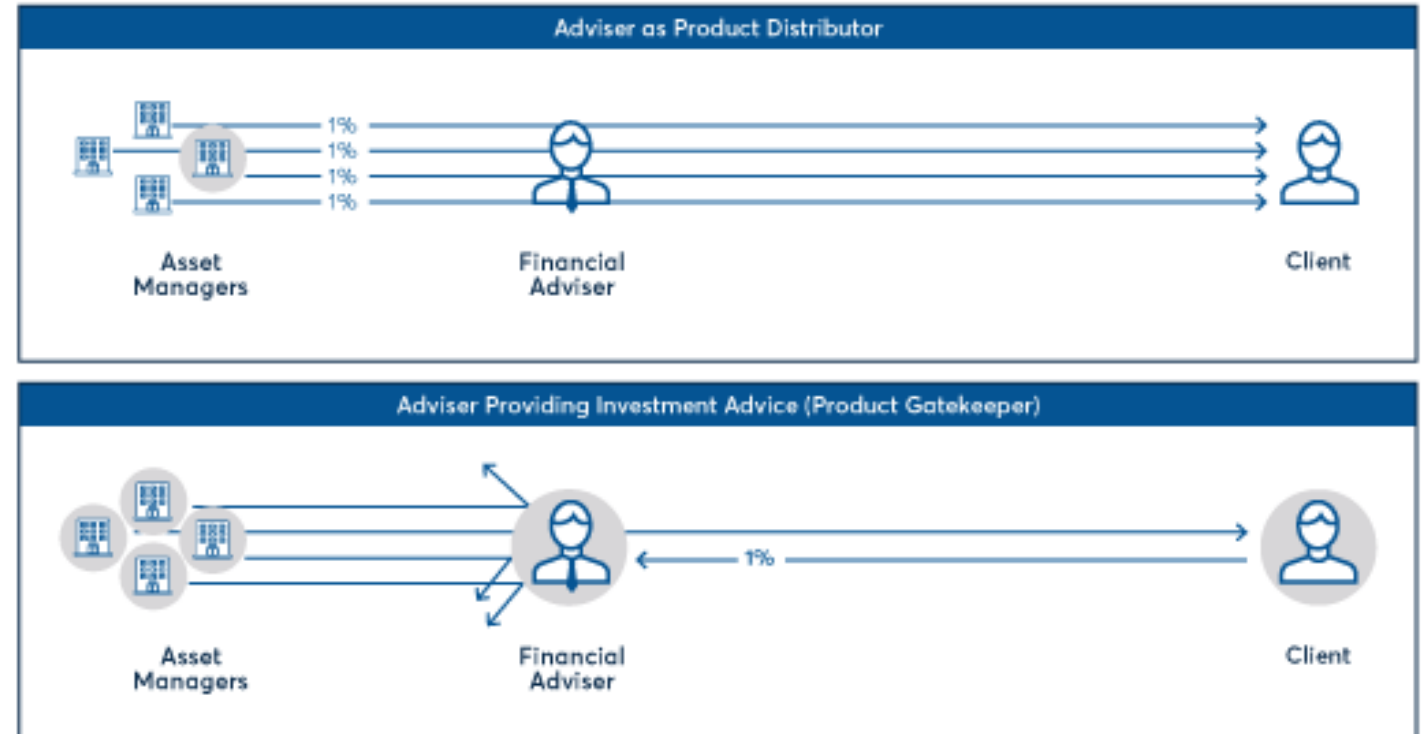 Adviser as Product Distributor
1%
1%
1%
1%
Asset
Managers
Financial
Adviser
Client
Adviser Providing Investment Advice (Product Gatekeeper)
1%
Asset
Managers
Financial
Adviser
Client